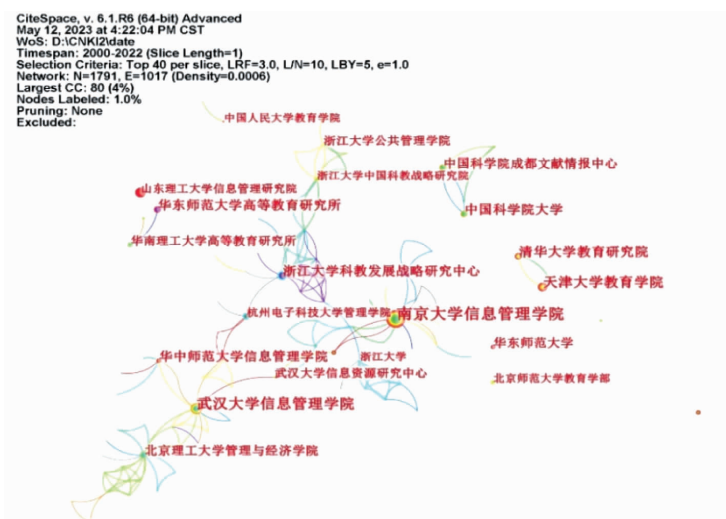 CiteSpace, v. 6.1.R6 (64-bit) Advanced
May 12, 2023 at 4:22:04 PM CST
WoS: D:\CNKI2\date
Timespan: 2000-2022 (Slice Length=1)
Selection Criteria: Top 40 per slice, LRF=3.0, L/N=10, LBY=5, e=1.0
Network: N=1791, E=1017 (Density=0.0006)
Largest CC: 80 (4%)
Nodes Labeled: 1.0%
Pruning: None
Excluded:
中国人民大学教育学院
浙江大学公共管理学院
中国科学院成都文献情报中心
浙江大学中国科教战略研究院
山东理工大学信息管理研究院
华东师范大学高等教育研究所
中国科学院大学
华南理工大学高等教育研究所
清华大学教育研究院
浙江大学科教发展战略研究中心
天津大学教育学院
杭州电子科技大学管理学院
南京大学信息管理学院
华东师范大学
华中师范大学信息管理学院
浙江大学
武汉大学信息资源研究中心
北京师范大学教育学部
武汉大学信息管理学院
北京理工大学管理与经济学院